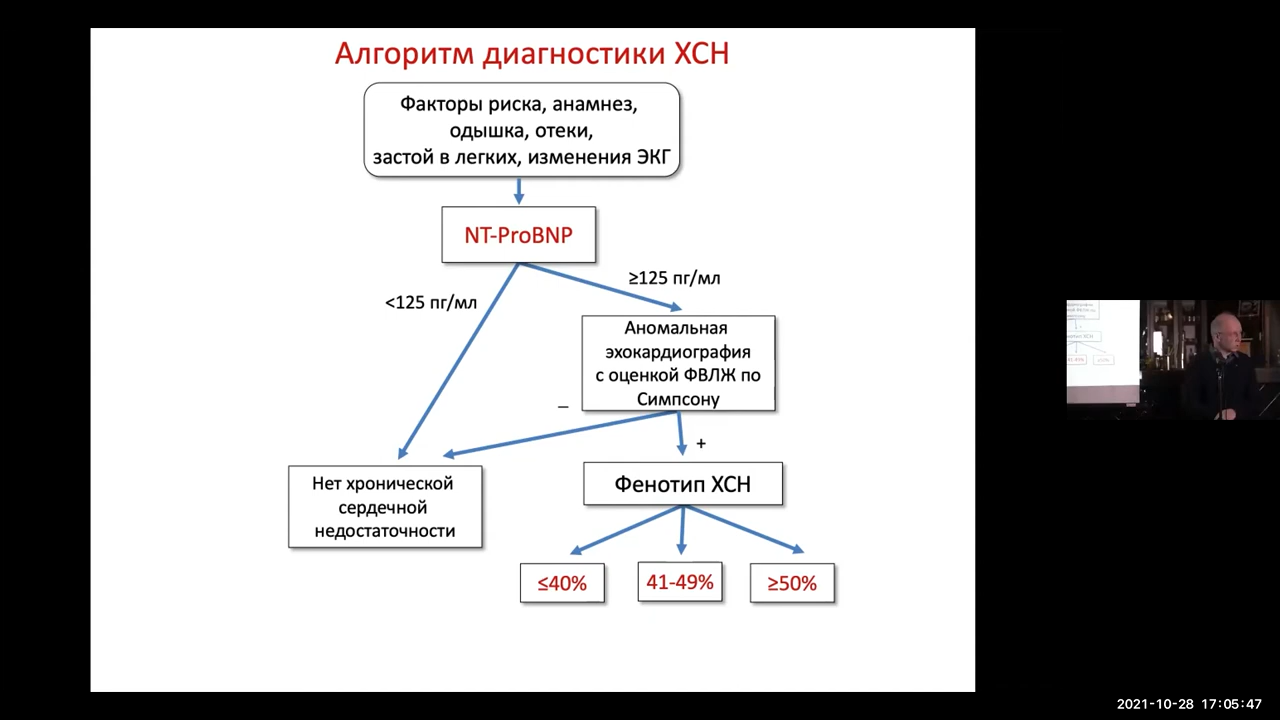 Алгоритм диагностики ХСН
Факторы риска, анамнез,
одышка, отеки,
застой в легких, изменения ЭКГ
NT-ProBNP
≥125 пг/мл
<125 пг/мл
Аномальная
эхокардиография
с оценкой ФВЛЖ по
Симпсону
–
+
Фенотип ХСН
Нет хронической
сердечной
недостаточности
≤40%
41-49%
≥50%
2021-10-28 17:05:47